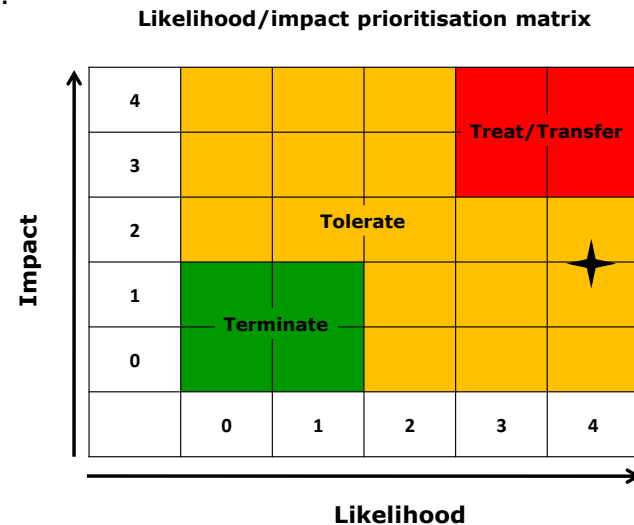 Likelihood/impact prioritisation matrix
4
Treat/Transfer
3
Impact
2
Tolerate
1
Terminate
0
0 1 2 3 4
Likelihood